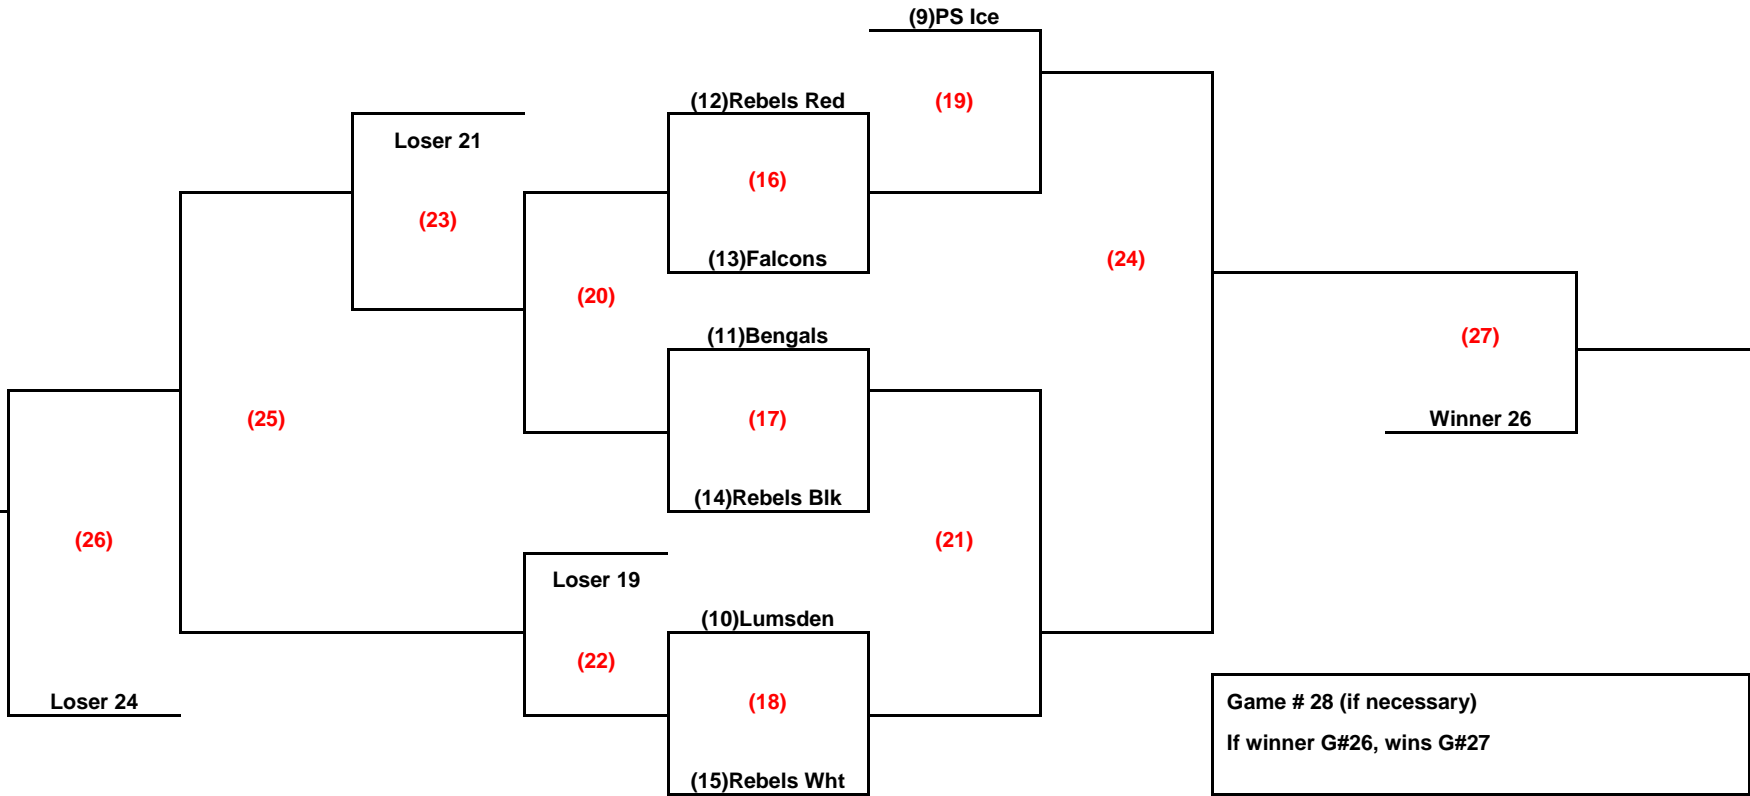 (9)PS Ice
(12)Rebels Red
(19)
Loser 21
(16)
(23)
(13)Falcons
(24)
(20)
(11)Bengals
(27)
(25)
(17)
Winner 26
(14)Rebels Blk
(26)
(21)
Loser 19
(10)Lumsden
(22)
Loser 24
(18)
Game # 28 (if necessary)
If winner G#26, wins G#27
(15)Rebels Wht